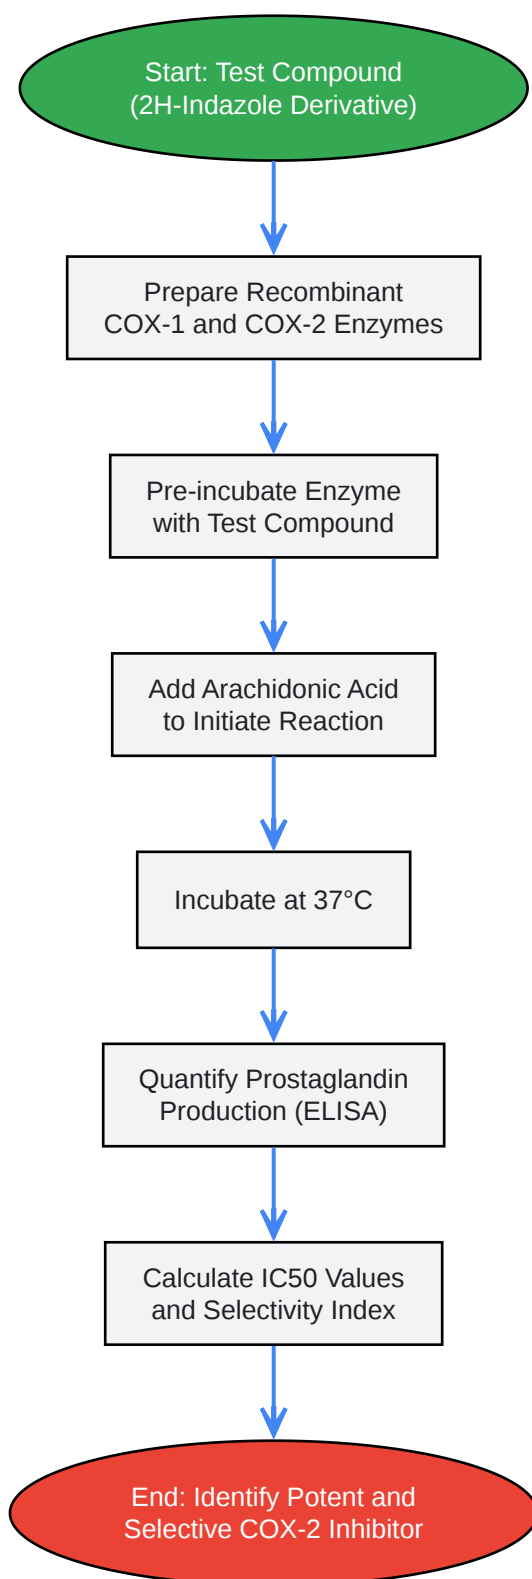 Start: Test Compound
(2H-Indazole Derivative)
Prepare Recombinant
COX-1 and COX-2 Enzymes
Pre-incubate Enzyme
with Test Compound
Add Arachidonic Acid
to Initiate Reaction
Incubate at 37°C
Quantify Prostaglandin
Production (ELISA)
Calculate IC50 Values
and Selectivity Index
End: Identify Potent and
Selective COX-2 Inhibitor